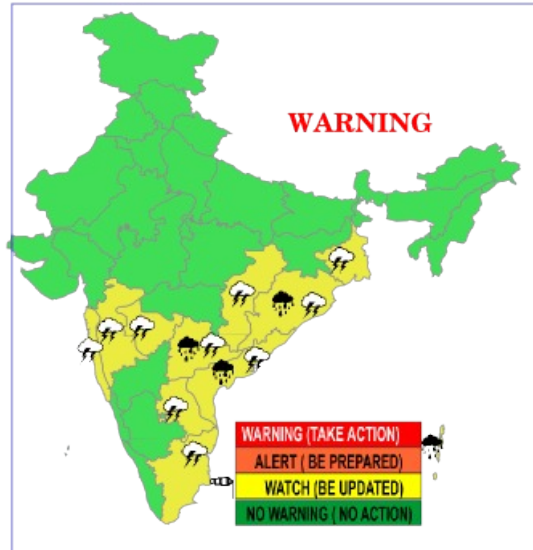 WARNING
WARNING (TAKE ACTION)
ALERT ( BE PREPARED)
WATCH (BE UPDATED)
NO WARNING ( NO ACTION)